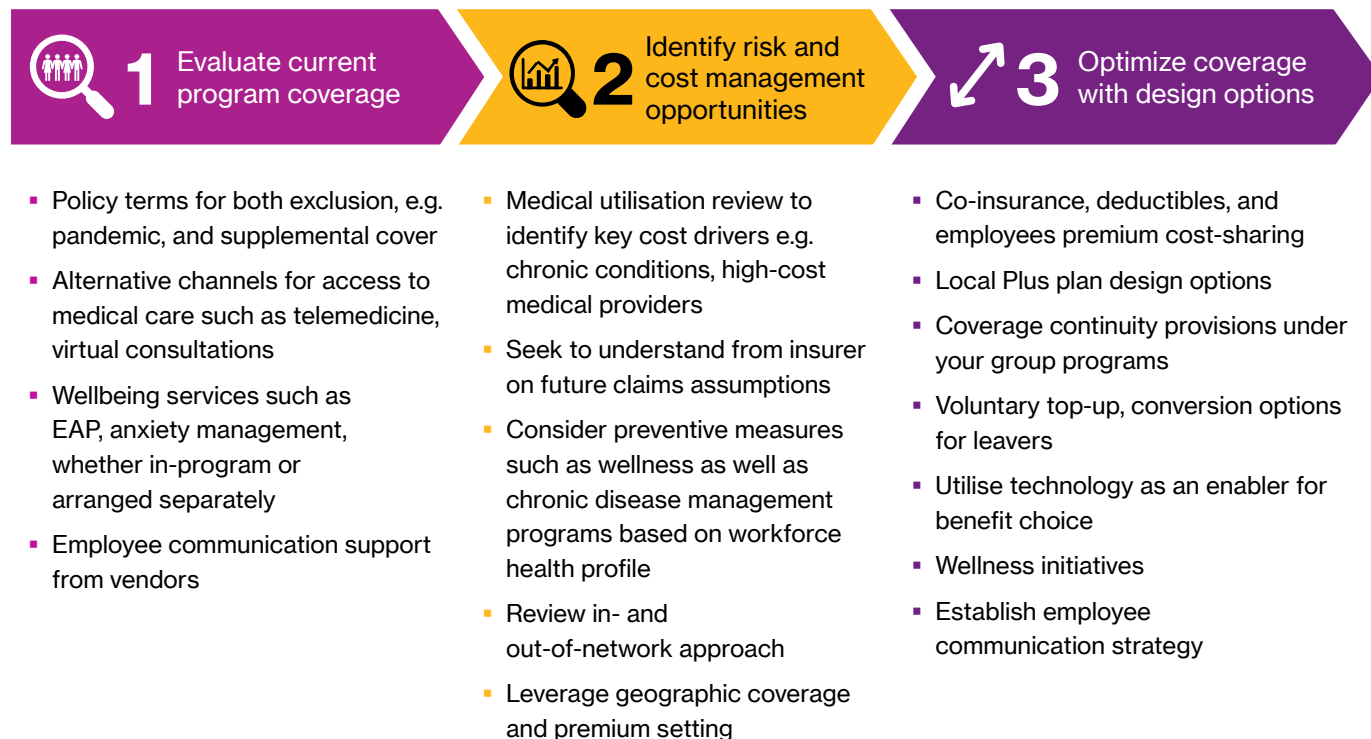 1
Evaluate current
program coverage
2
Identify risk and
cost management
opportunities
3
Optimize coverage
with design options
▪ Policy terms for both exclusion, e.g.
pandemic, and supplemental cover
▪ Alternative channels for access to
medical care such as telemedicine,
virtual consultations
▪ Wellbeing services such as
EAP, anxiety management,
whether in-program or
arranged separately
▪ Employee communication support
from vendors
▪ Medical utilisation review to
identify key cost drivers e.g.
chronic conditions, high-cost
medical providers
▪ Seek to understand from insurer
on future claims assumptions
▪ Consider preventive measures
such as wellness as well as
chronic disease management
programs based on workforce
health profile
▪ Review in- and
out-of-network approach
▪ Leverage geographic coverage
and premium setting
▪ Co-insurance, deductibles, and
employees premium cost-sharing
▪ Local Plus plan design options
▪ Coverage continuity provisions under
your group programs
▪ Voluntary top-up, conversion options
for leavers
▪ Utilise technology as an enabler for
benefit choice
▪ Wellness initiatives
▪ Establish employee
communication strategy